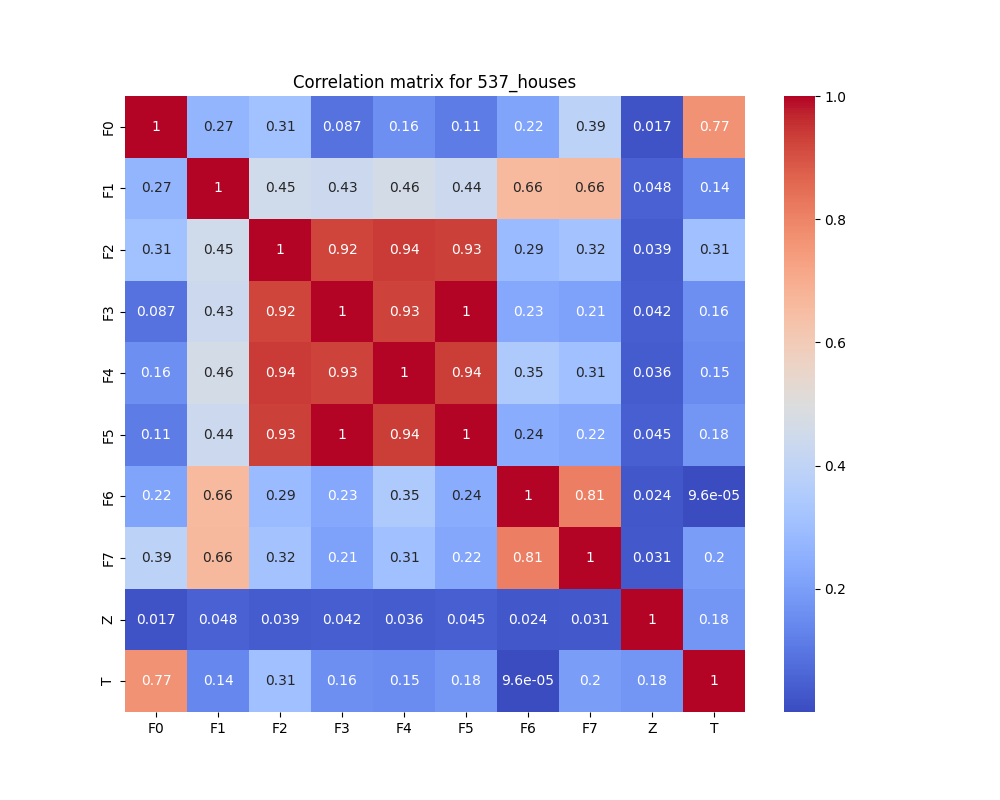 Correlation matrix for 537_houses
F0 1 0.27 0.31 0.087 0.16 0.11 0.22 0.39 0.017 0.77
F1 0.27 1 0.45 0.43 0.46 0.44 0.66 0.66 0.048 0.14
F2 0.31 0.45 1 0.92 0.94 0.93 0.29 0.32 0.039 0.31
F3 0.087 0.43 0.92 1 0.93 1 0.23 0.21 0.042 0.16
F4 0.16 0.46 0.94 0.93 1 0.94 0.35 0.31 0.036 0.15
F5 0.11 0.44 0.93 1 0.94 1 0.24 0.22 0.045 0.18
F6 0.22 0.66 0.29 0.23 0.35 0.24 1 0.81 0.024 9.6e-05
F7 0.39 0.66 0.32 0.21 0.31 0.22 0.81 1 0.031 0.2
Z 0.017 0.048 0.039 0.042 0.036 0.045 0.024 0.031 1 0.18
T 0.77 0.14 0.31 0.16 0.15 0.18 9.6e-05 0.2 0.18 1
F0 F1 F2 F3 F4 F5 F6 F7 Z T
1.0
0.8
0.6
0.4
0.2